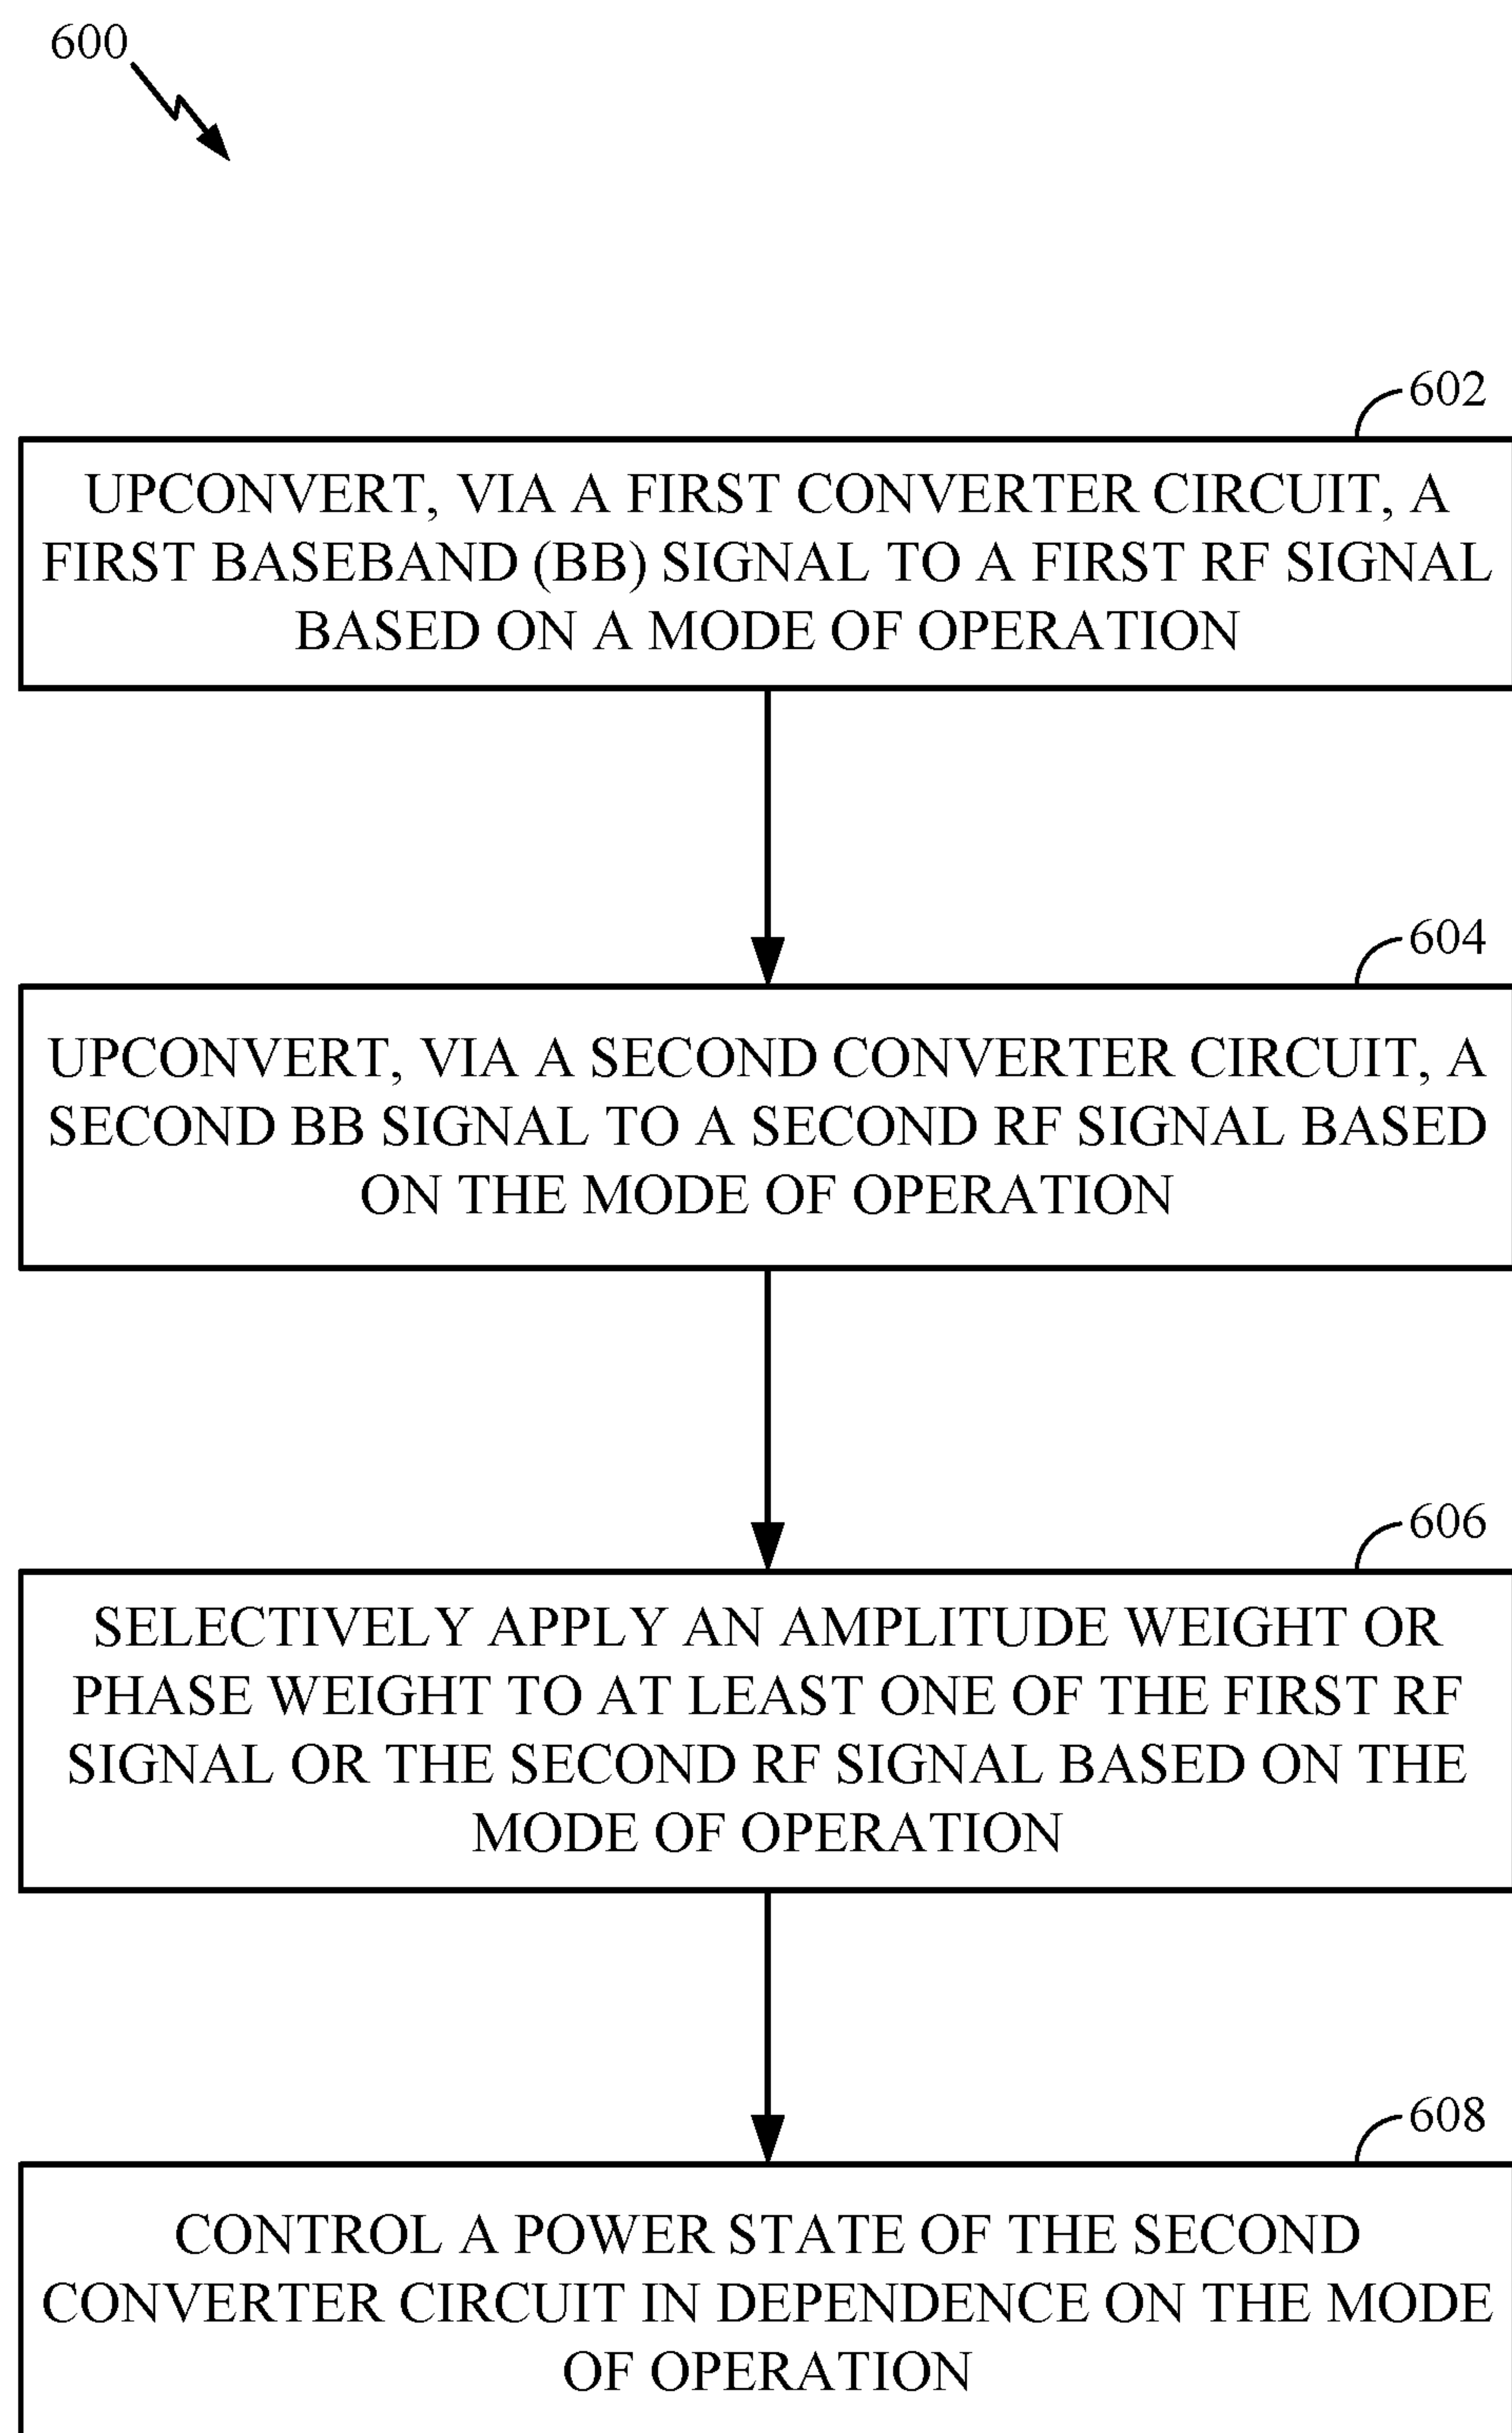 600
602
UPCONVERT, VIA A FIRST CONVERTER CIRCUIT, A
FIRST BASEBAND (BB) SIGNAL TO A FIRST RF SIGNAL
BASED ON A MODE OF OPERATION
604
UPCONVERT, VIA A SECOND CONVERTER CIRCUIT, A
SECOND BB SIGNAL TO A SECOND RF SIGNAL BASED
ON THE MODE OF OPERATION
606
SELECTIVELY APPLY AN AMPLITUDE WEIGHT OR
PHASE WEIGHT TO AT LEAST ONE OF THE FIRST RF
SIGNAL OR THE SECOND RF SIGNAL BASED ON THE
MODE OF OPERATION
608
CONTROL A POWER STATE OF THE SECOND
CONVERTER CIRCUIT IN DEPENDENCE ON THE MODE
OF OPERATION